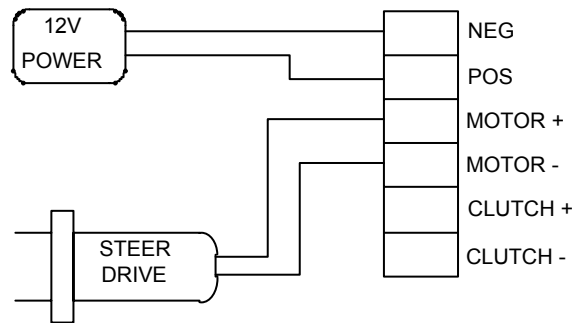 12V
POWER
NEG
POS
MOTOR +
MOTOR -
CLUTCH +
CLUTCH -
STEER
DRIVE